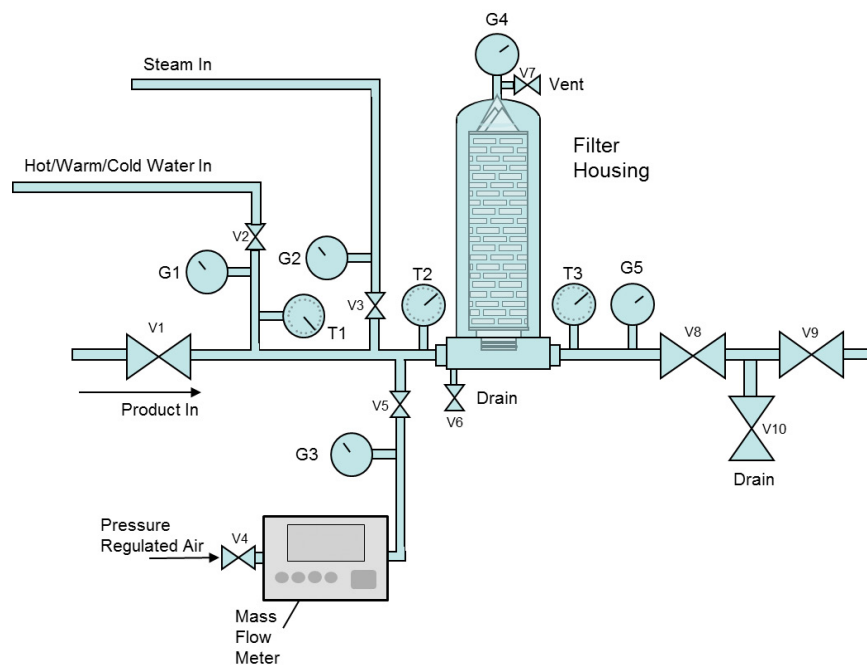 G4
V7
Vent
Steam In
Filter
Housing
Hot/Warm/Cold Water In
V2
G1
G2
T2
T3
G5
V3
T1
V1
V8
V9
Product In
V5
Drain
V6
V10
G3
Drain
Pressure
Regulated Air
V4
Mass
Flow
Meter